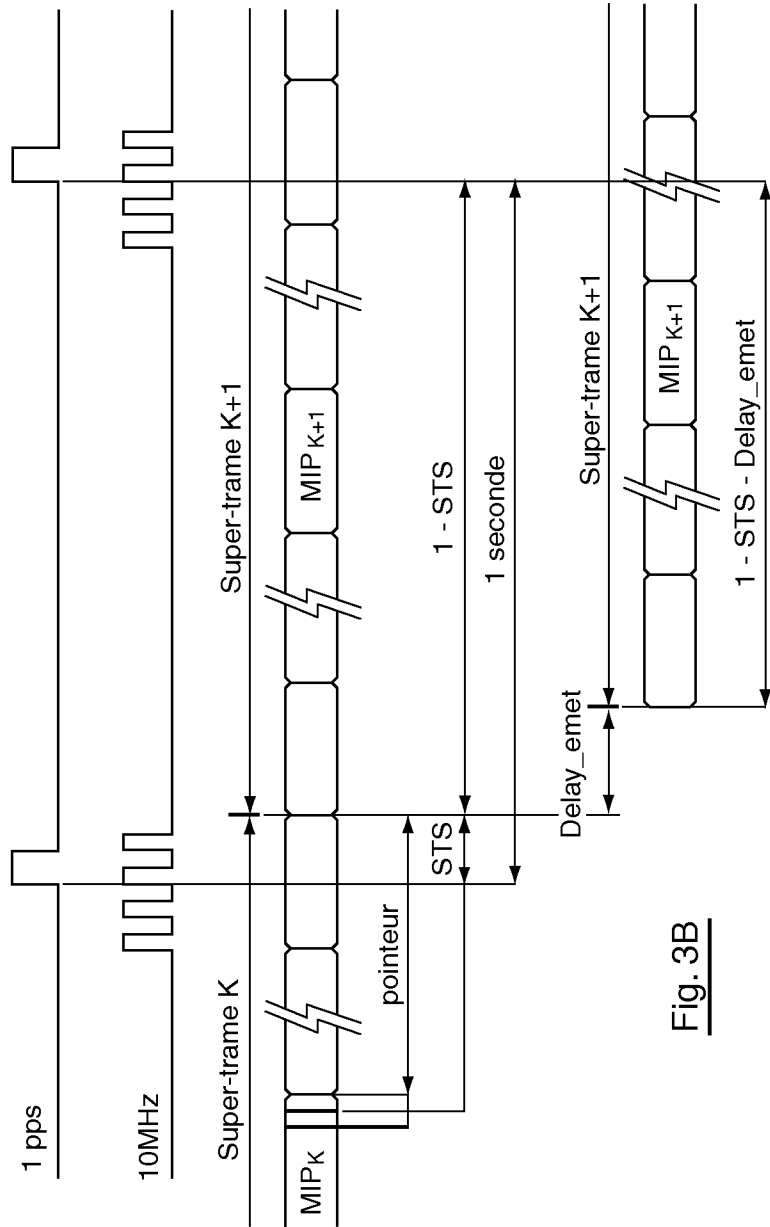 1 pps
10MHz
Super-trame K
Super-trame K+1
MIPK
MIPK+1
pointeur
STS
1 - STS
1 seconde
Delay_emet
Super-trame K+1
MIPK+1
1 - STS - Delay_emet
Fig. 3B